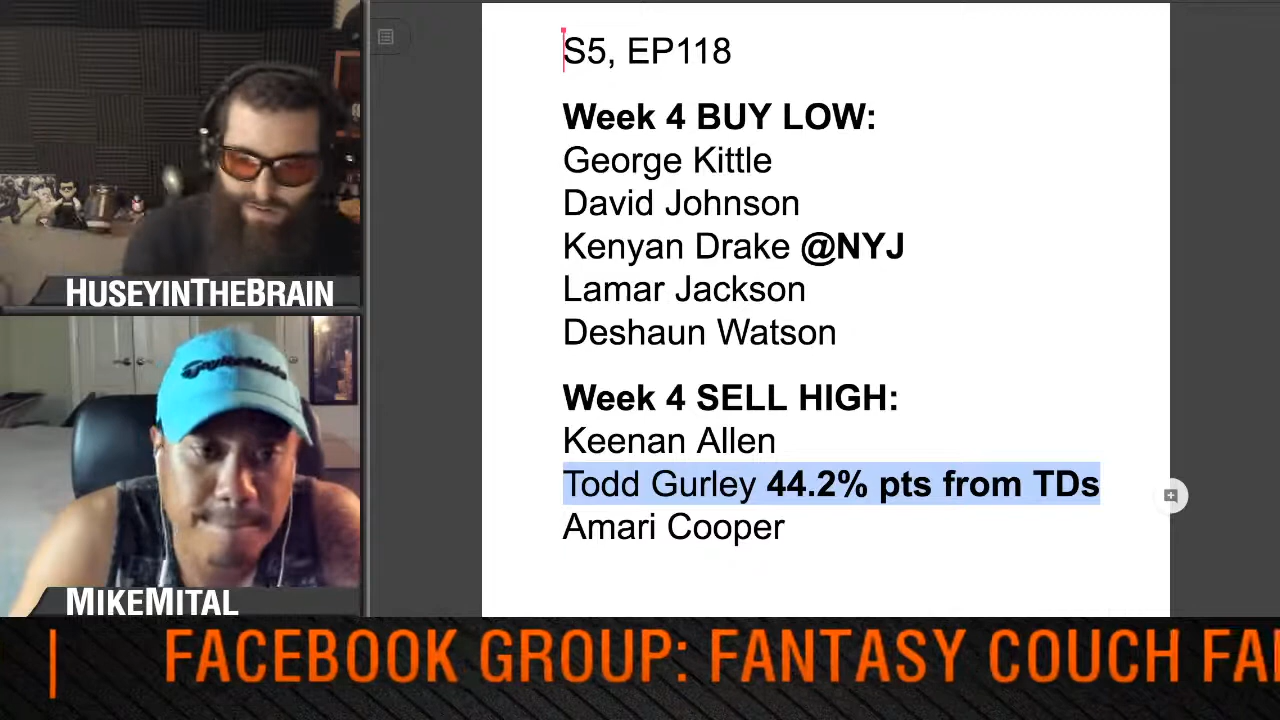 S5, EP118
Week 4 BUY LOW:
George Kittle
David Johnson
Kenyan Drake @NYJ
Lamar Jackson
Deshaun Watson
Week 4 SELL HIGH:
Keenan Allen
Todd Gurley 44.2% pts from TDs
Amari Cooper
HUSEYINTHEBRAIN
TaylorMade
MIKEMITAL
| FACEBOOK GROUP: FANTASY COUCH FA